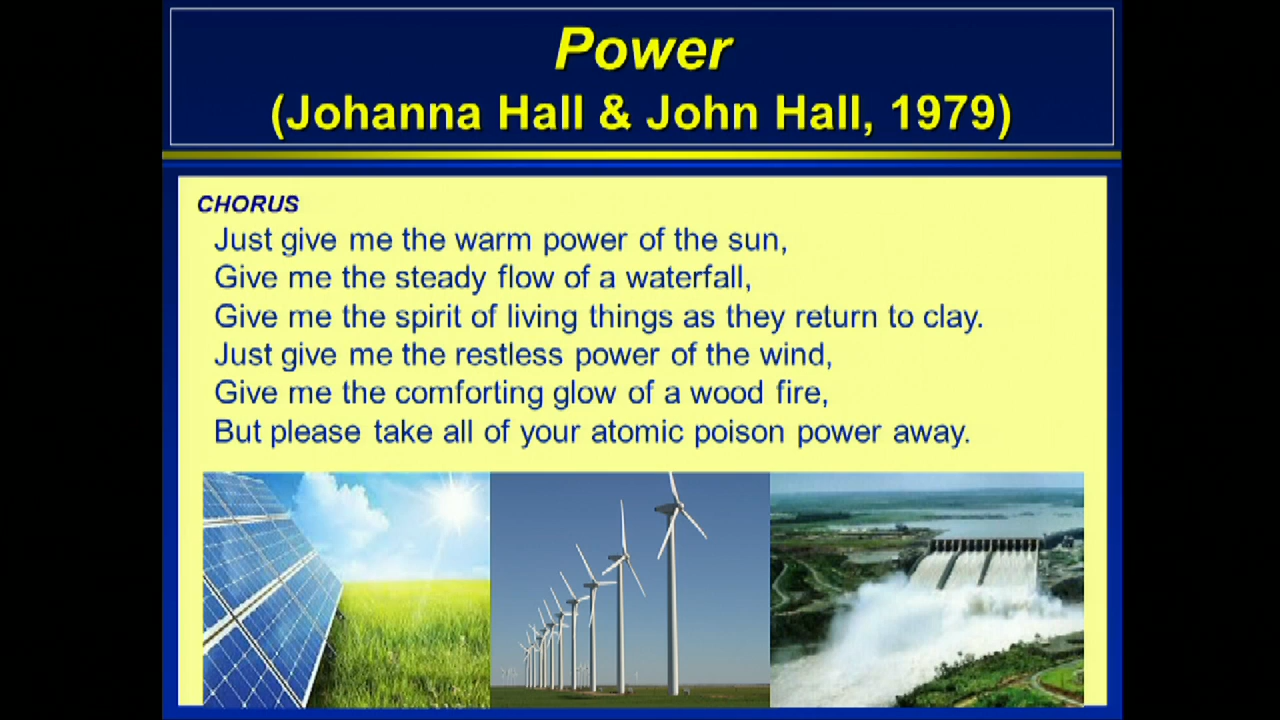 Power
(Johanna Hall & John Hall, 1979)
CHORUS
Just give me the warm power of the sun,
Give me the steady flow of a waterfall,
Give me the spirit of living things as they return to clay.
Just give me the restless power of the wind,
Give me the comforting glow of a wood fire,
But please take all of your atomic poison power away.